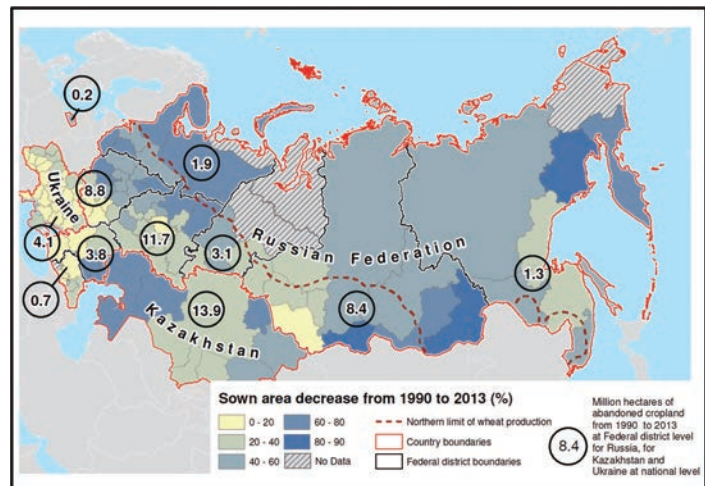 0.2
1.9
Ukraine
8.8
4.1
3.8
11.7
3.1
Russian Federation
1.3
0.7
13.9
8.4
Kazakhstan
Sown area decrease from 1990 to 2013 (%)
0 - 20
60 - 80
Northern limit of wheat production
20 - 40
80 - 90
Country boundaries
40 - 60
No Data
Federal district boundaries
8.4
Million hectares of
abandoned cropland
from 1990 to 2013
at Federal district level
for Russia, for
Kazakhstan and
Ukraine at national level